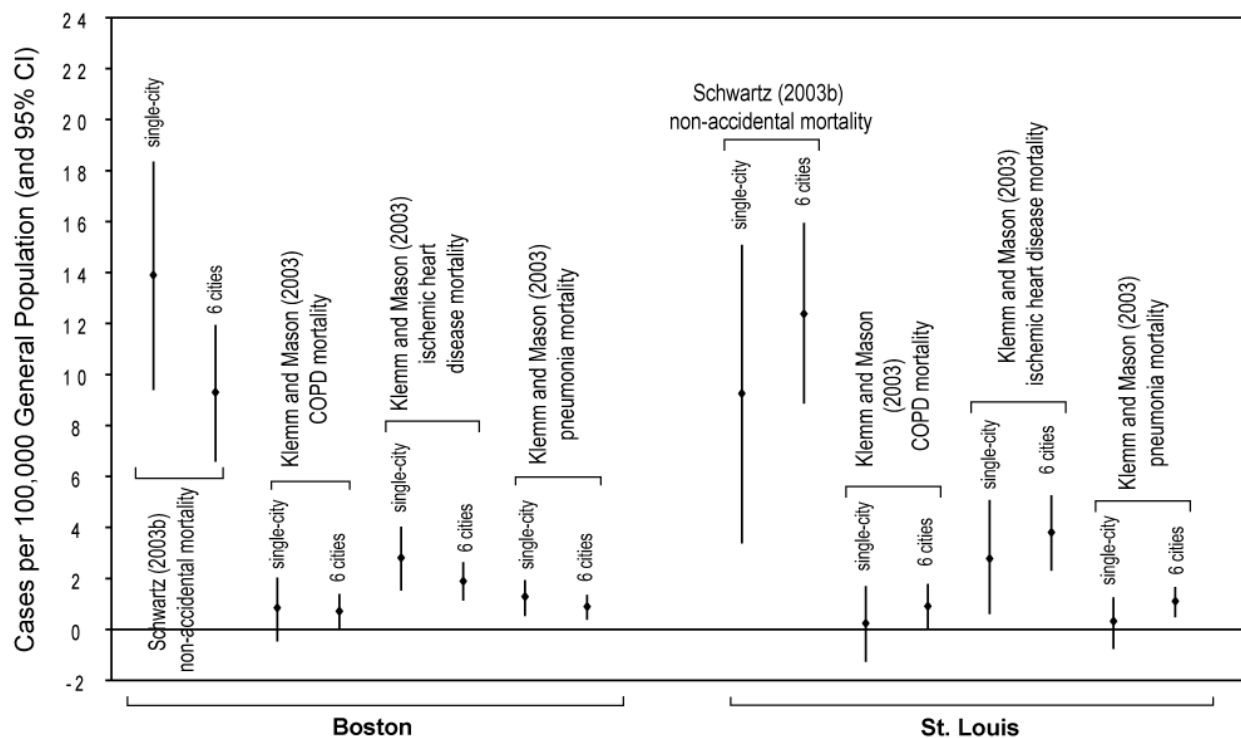 Cases per 100,000 General Population (and 95% CI)
24
22
20
18
16
14
12
10
8
6
4
2
0
-2
single-city
6 cities
Schwartz (2003b)
non-accidental mortality
Klemm and Mason (2003)
COPD mortality
single-city
6 cities
Klemm and Mason (2003)
ischemic heart
disease mortality
single-city
6 cities
Klemm and Mason (2003)
pneumonia mortality
single-city
6 cities
Schwartz (2003b)
non-accidental mortality
single-city
6 cities
Klemm and Mason
(2003)
COPD mortality
single-city
6 cities
Klemm and Mason (2003)
ischemic heart disease mortality
single-city
6 cities
Klemm and Mason (2003)
pneumonia mortality
single-city
6 cities
Boston
St. Louis